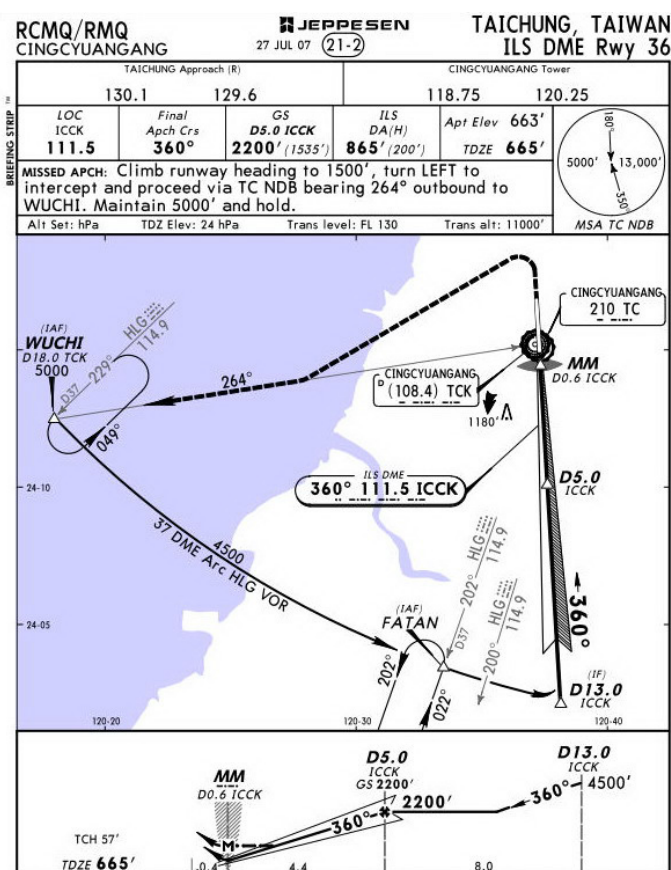 RCMQ/RMQ
CINGCYUANGANG
JEPPESEN
27 JUL 07 21-2
TAICHUNG, TAIWAN
ILS DME Rwy 36
BRIEFING STRIP TM
TAICHUNG Approach (R)
130.1 129.6
CINGCYUANGANG Tower
118.75 120.25
LOC
ICCK
111.5
Final
Apch Crs
360°
GS
D5.0 ICCK
2200' (1535')
ILS
DA(H)
865' (200')
Apt Elev 663'
TDZE 665'
MISSED APCH: Climb runway heading to 1500', turn LEFT to
intercept and proceed via TC NDB bearing 264° outbound to
WUCHI. Maintain 5000' and hold.
Alt Set: hPa TDZ Elev: 24 hPa Trans level: FL 130 Trans alt: 11000'
180°
5000' 13,000'
350°
MSA TC NDB
(IAF)
WUCHI
D18.0 TCK
5000
HLG
114.9
D37
229°
049°
264°
CINGCYUANGANG
210 TC
CINGCYUANGANG
D (108.4) TCK
MM
D0.6 ICCK
1180'
ILS DME
360° 111.5 ICCK
D5.0
ICCK
24-10
4500
37 DME Arc HLG VOR
HLG
114.9
202°
D37
HLG
114.9
200°
360°
24-05
(IAF)
FATAN
202°
022°
(IF)
D13.0
ICCK
120-20 120-30 120-40
MM
D0.6 ICCK
D5.0
ICCK
GS 2200'
D13.0
ICCK
2200'
360°
4500'
360°
M
TCH 57'
TDZE 665'
0.4 4.4 8.0